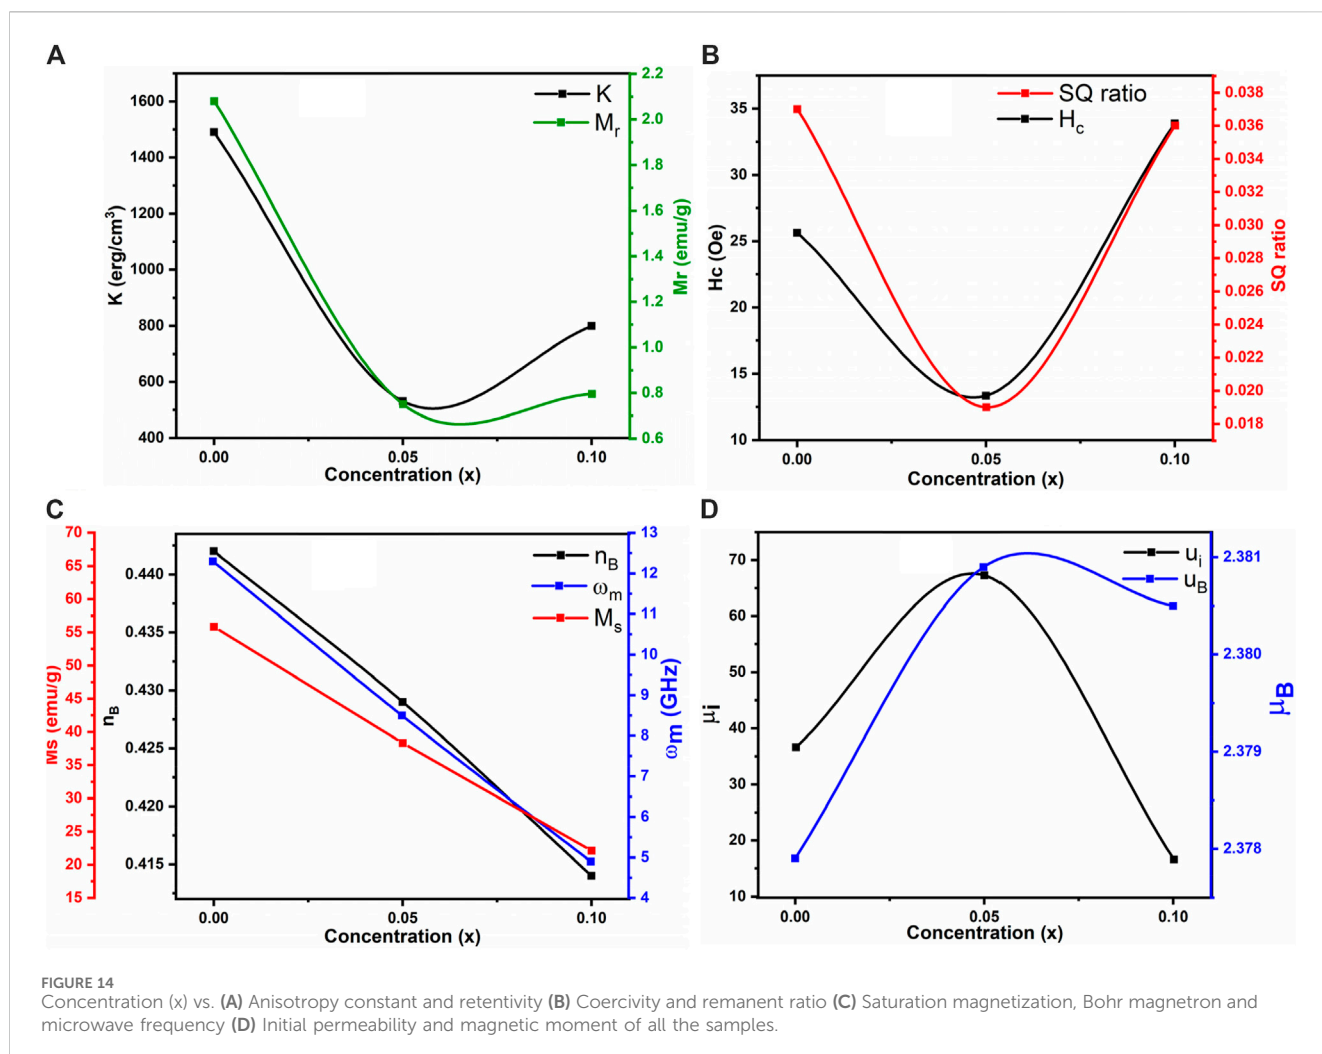 A
K
Mr
1600
1400
1200
1000
800
600
400
2.2
2.0
1.8
1.6
1.4
1.2
1.0
0.8
0.6
K (erg/cm³)
Mr (emu/g)
0.00 0.05 0.10
Concentration (x)
B
SQ ratio
Hc
35
30
25
20
15
10
0.038
0.036
0.034
0.032
0.030
0.028
0.026
0.024
0.022
0.020
0.018
Hc (Oe)
SQ ratio
0.00 0.05 0.10
Concentration (x)
C
nB
ωm
Ms
70
65
60
55
50
45
40
35
30
25
20
15
0.440
0.435
0.430
0.425
0.420
0.415
13
12
11
10
9
8
7
6
5
4
Ms (emu/g)
nB
ωm (GHz)
0.00 0.05 0.10
Concentration (x)
D
ui
uB
70
60
50
40
30
20
10
2.381
2.380
2.379
2.378
μi
μB
0.00 0.05 0.10
Concentration (x)
FIGURE 14
Concentration (x) vs. (A) Anisotropy constant and retentivity (B) Coercivity and remanent ratio (C) Saturation magnetization, Bohr magnetron and
microwave frequency (D) Initial permeability and magnetic moment of all the samples.